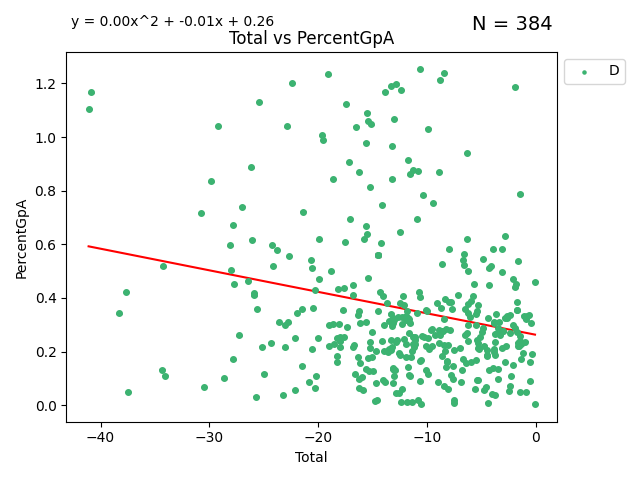 y = 0.00x^2 + -0.01x + 0.26
N = 384
Total vs PercentGpA
D
PercentGpA
1.2
1.0
0.8
0.6
0.4
0.2
0.0
−40
−30
−20
−10
0
Total